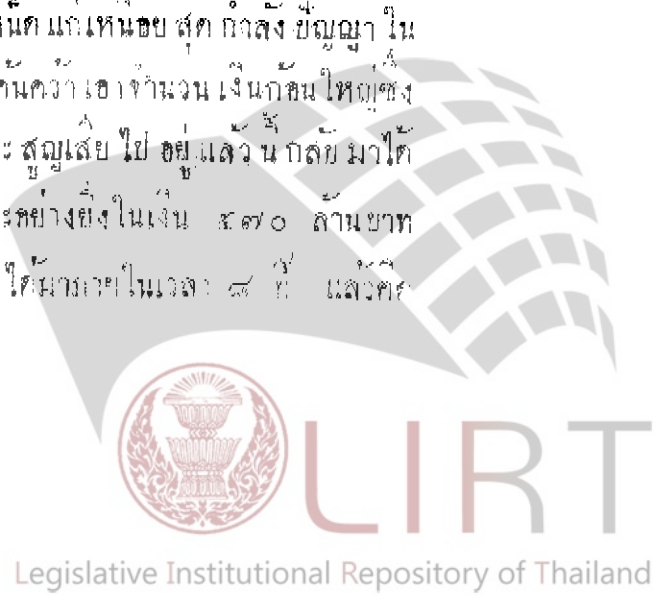 เหน็ดแก่เหนื่อย สุด กำลัง ปัญญา ใน
ค้นคว้า เอาจำนวน เงินก้อนใหญ่ซึ่ง
ะ สูญเสีย ไป อยู่ แล้ว นี้ กลับ มาได้
ะอย่างยิ่งในเงิน ๕๗๐ ล้านบาท
ได้มาภายในเวลา ๘ ปี แล้วคิด
LIRT
Legislative Institutional Repository of Thailand